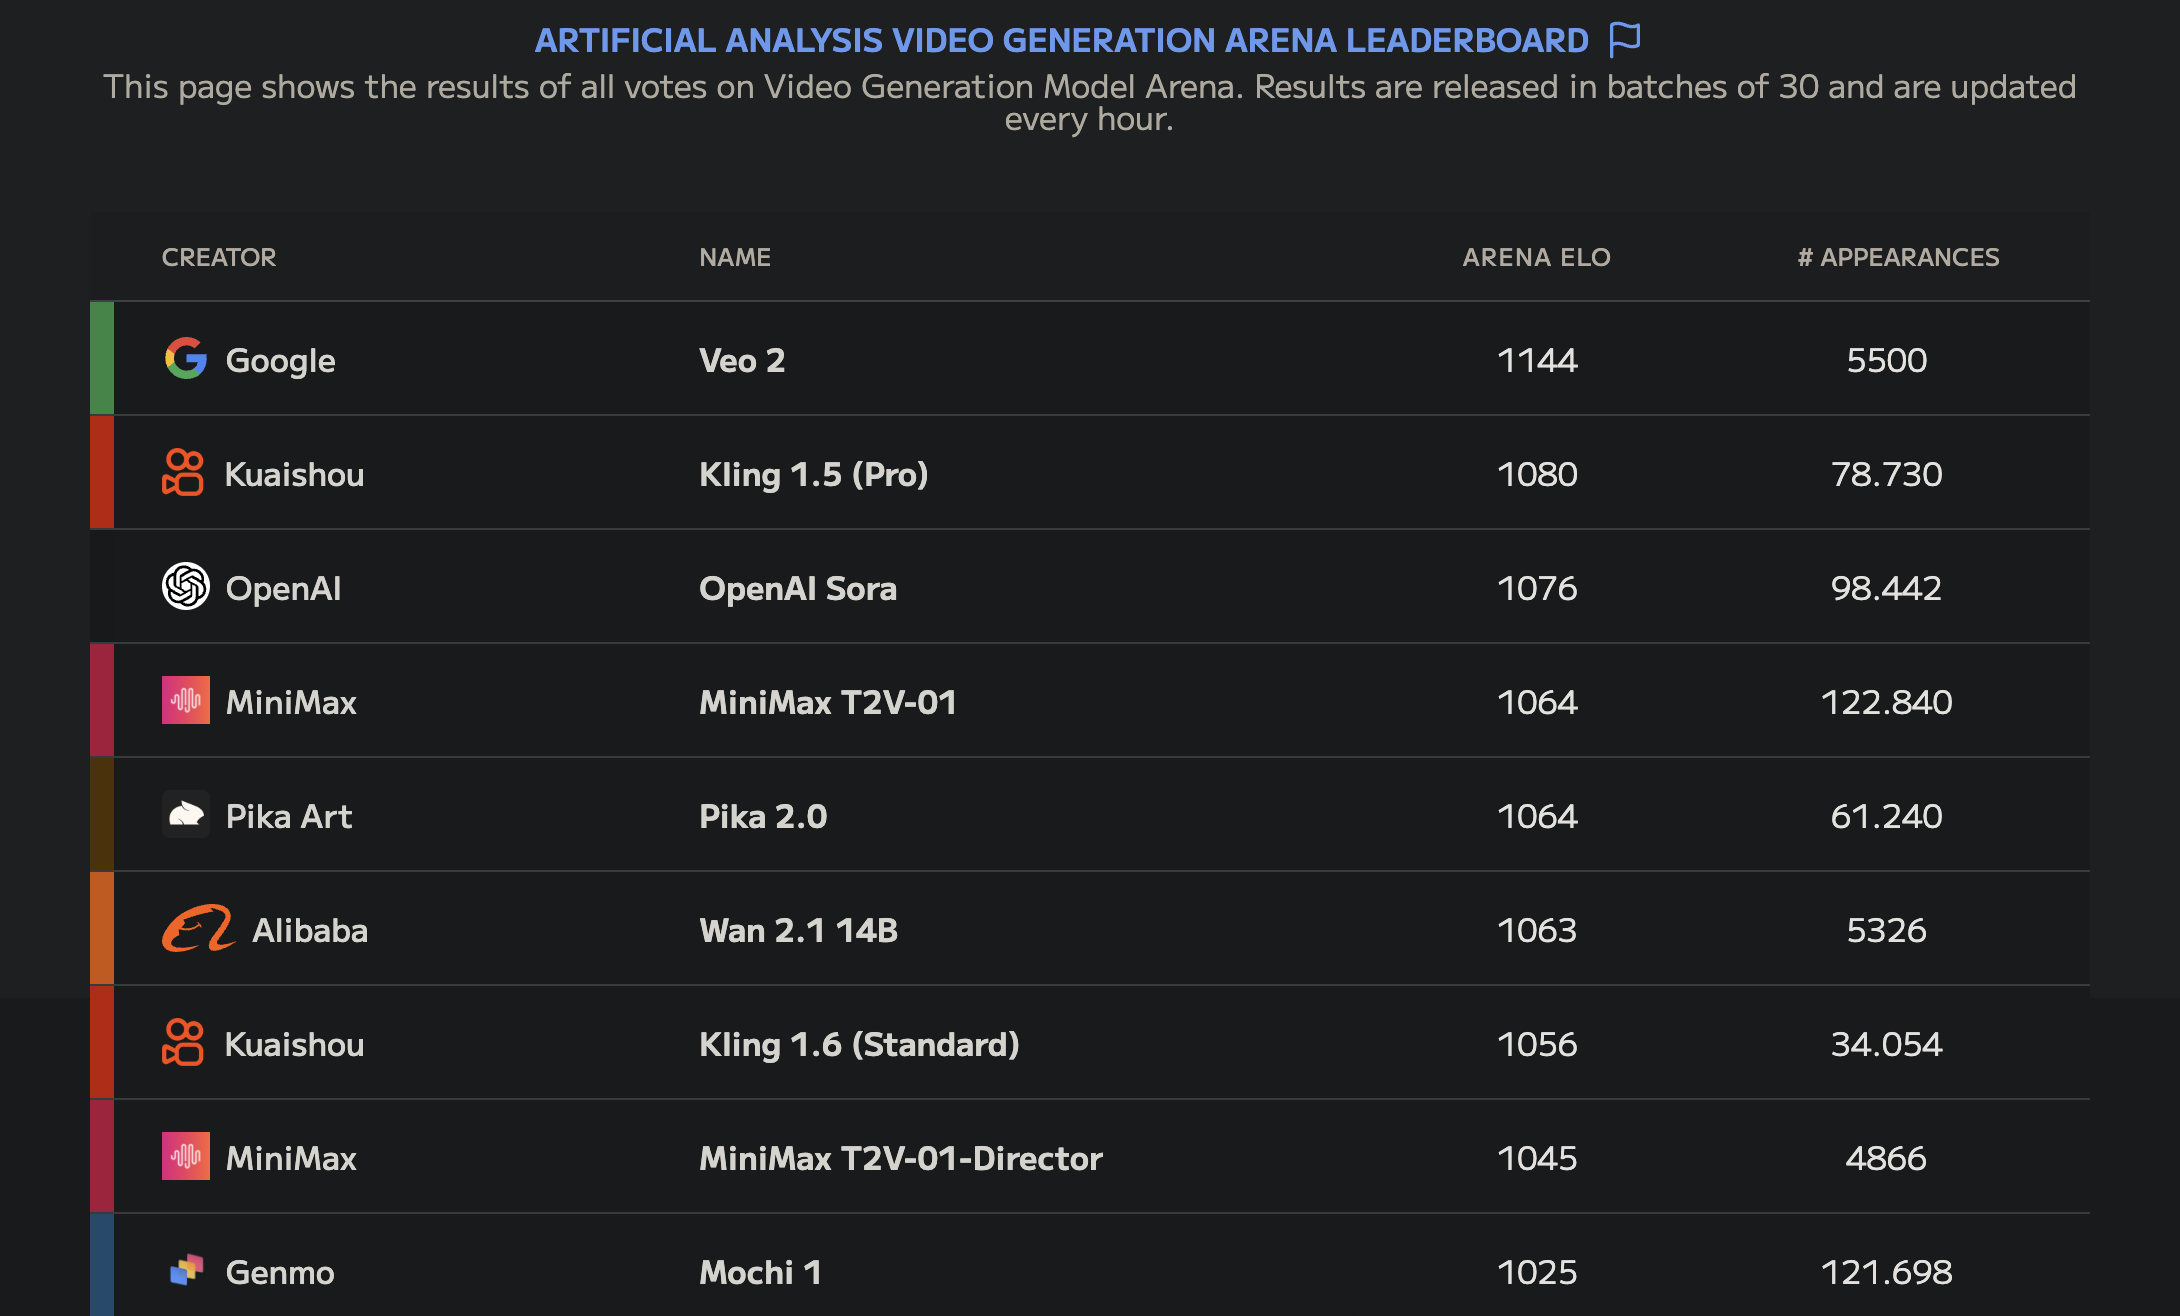 ARTIFICIAL ANALYSIS VIDEO GENERATION ARENA LEADERBOARD
This page shows the results of all votes on Video Generation Model Arena. Results are released in batches of 30 and are updated
every hour.
CREATOR NAME ARENA ELO # APPEARANCES
Google Veo 2 1144 5500
Kuaishou Kling 1.5 (Pro) 1080 78.730
OpenAI OpenAI Sora 1076 98.442
MiniMax MiniMax T2V-01 1064 122.840
Pika Art Pika 2.0 1064 61.240
Alibaba Wan 2.1 14B 1063 5326
Kuaishou Kling 1.6 (Standard) 1056 34.054
MiniMax MiniMax T2V-01-Director 1045 4866
Genmo Mochi 1 1025 121.698